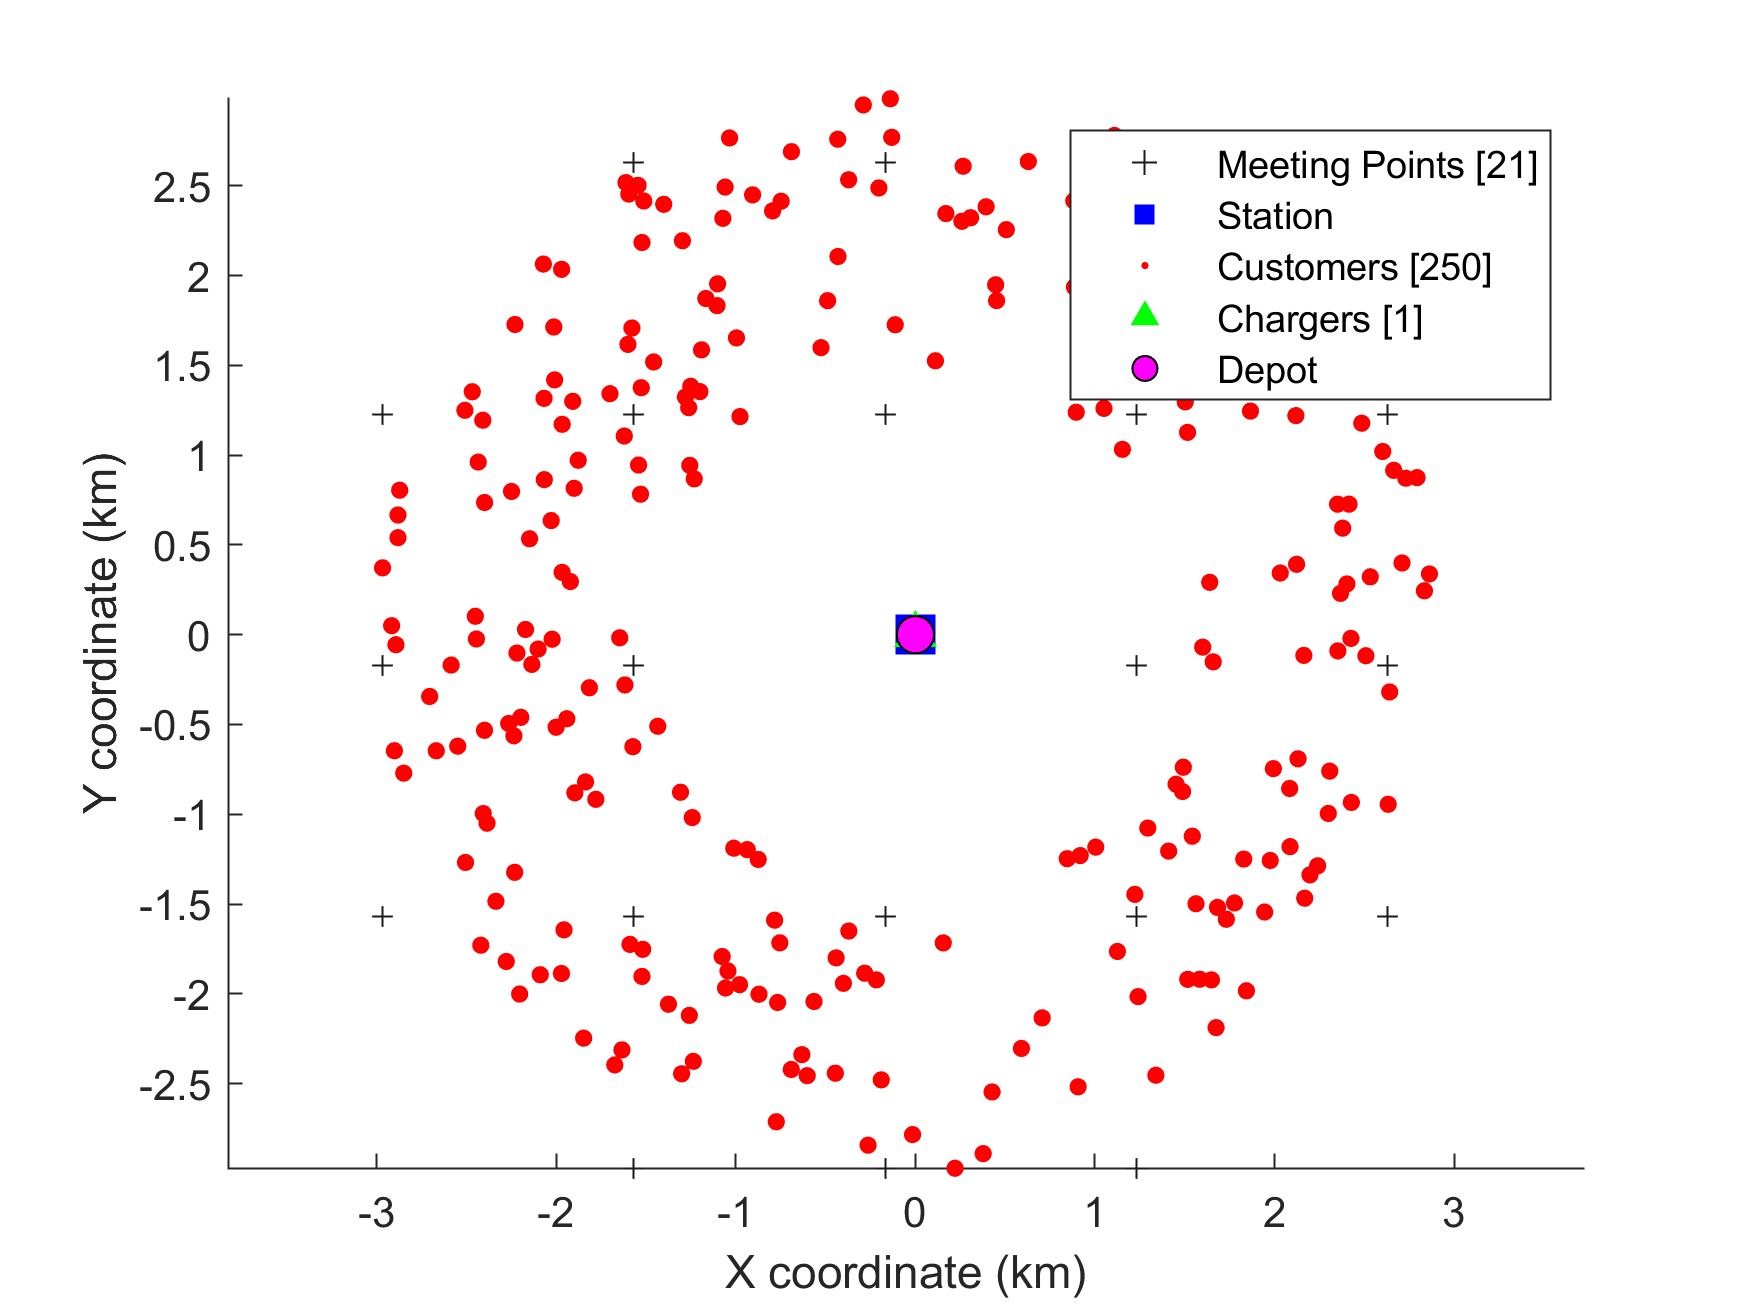 Meeting Points [21]
Station
Customers [250]
Chargers [1]
Depot
2.5
2
1.5
1
0.5
0
-0.5
-1
-1.5
-2
-2.5
Y coordinate (km)
-3 -2 -1 0 1 2 3
X coordinate (km)